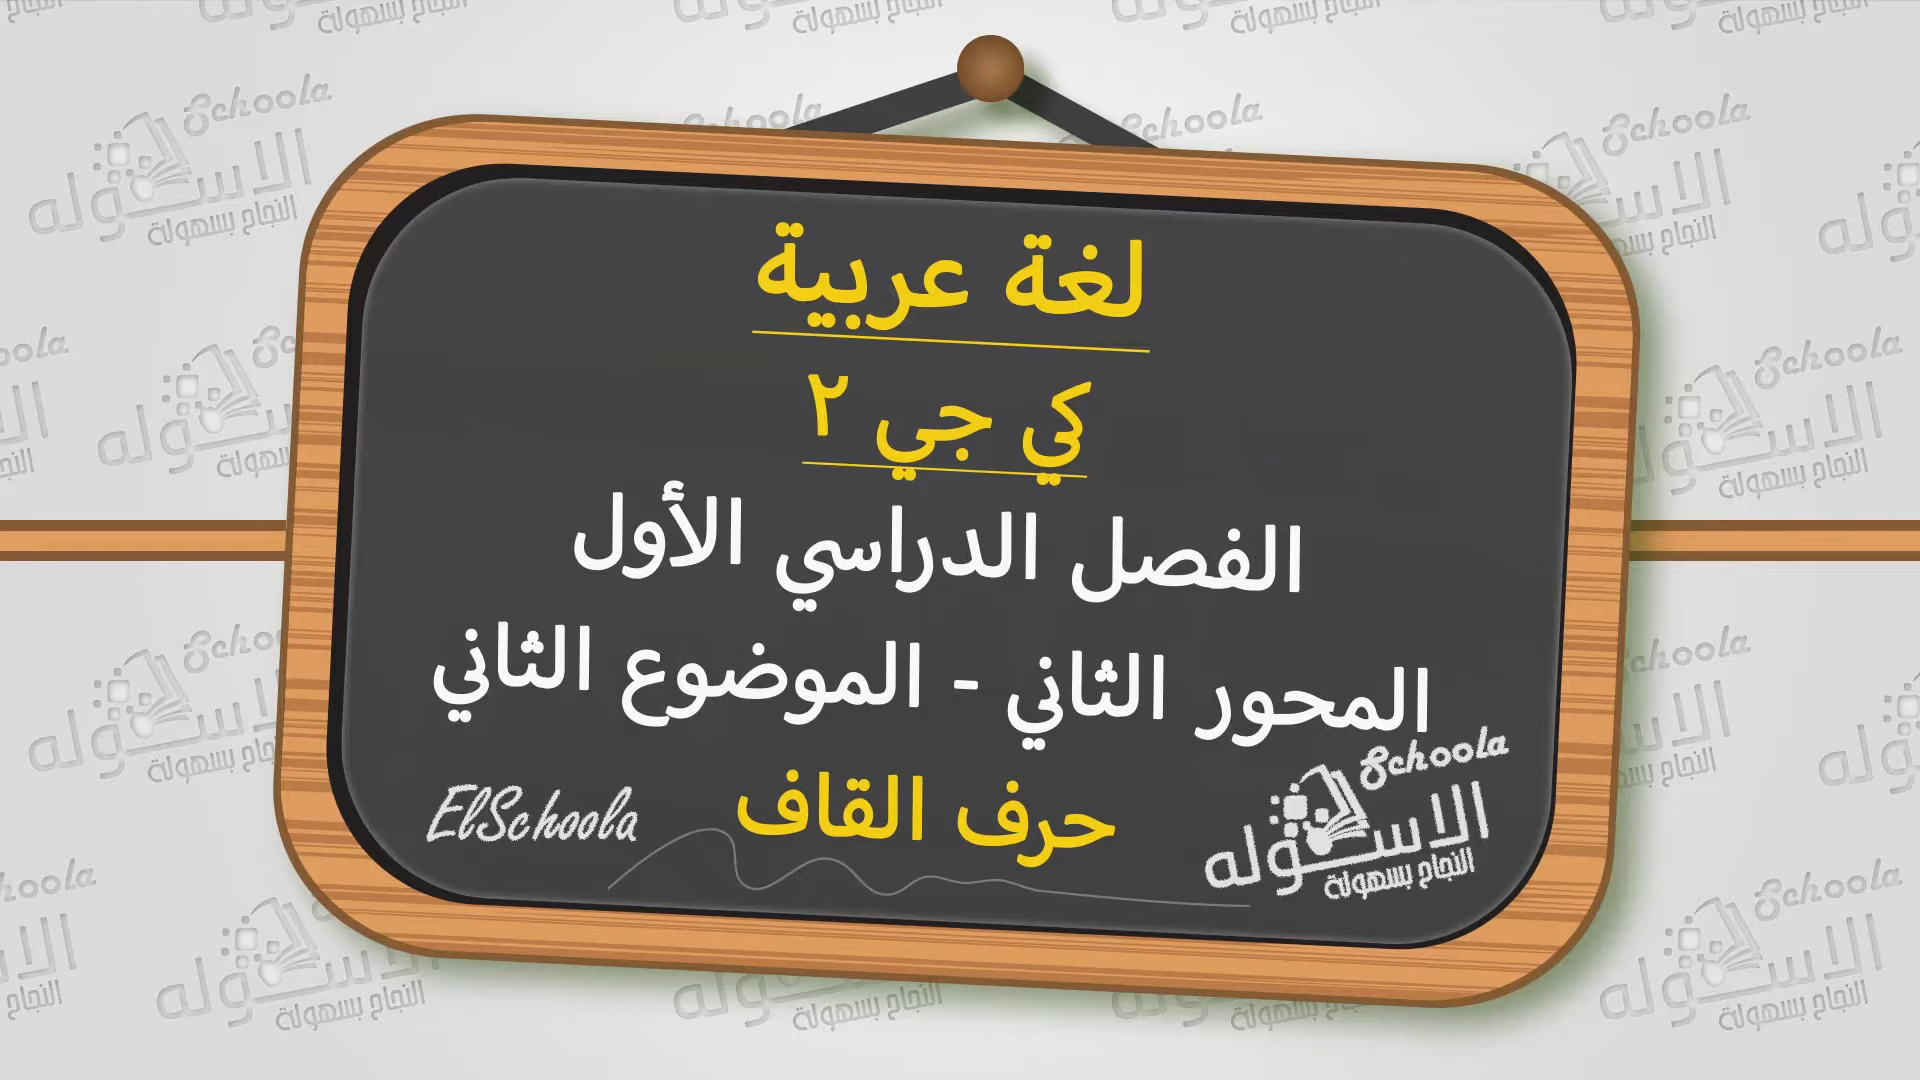 لغة عربية
كي جي ٢
الفصل الدراسي الأول
المحور الثاني - الموضوع الثاني
حرف القاف
ElSchoola
Schoola
الاسكوله
النجاح بسهولة